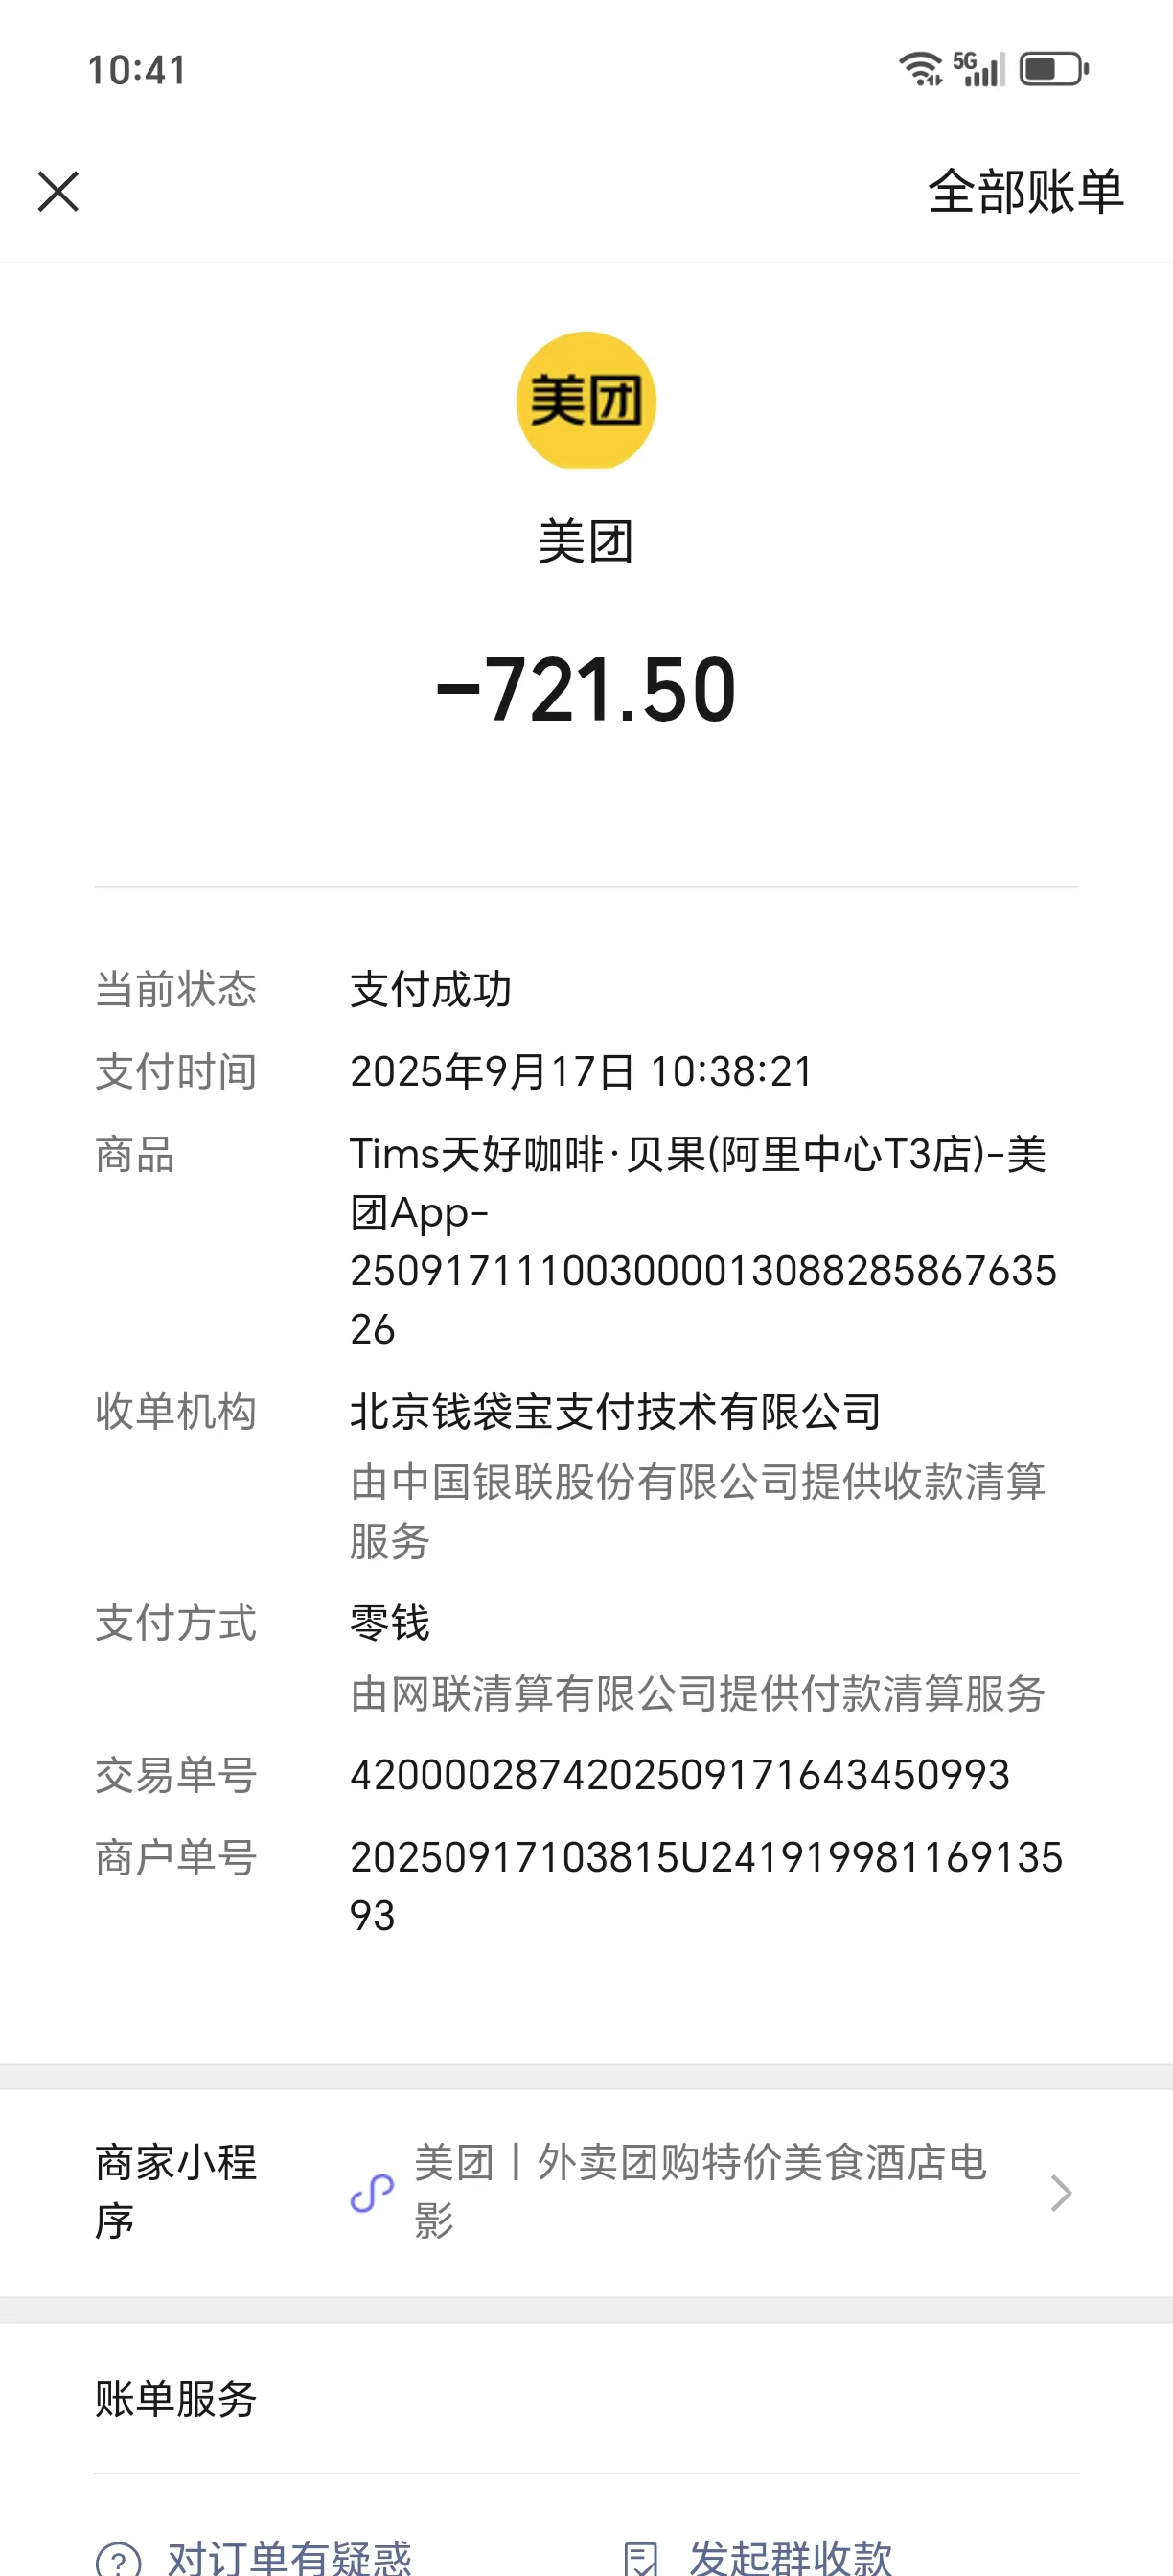 10:41
5G
全部账单
美团
美团
-721.50
当前状态 支付成功
支付时间 2025年9月17日 10:38:21
商品 Tims天好咖啡·贝果(阿里中心T3店)-美
团App-
250917111003000013088285867635
26
收单机构 北京钱袋宝支付技术有限公司
由中国银联股份有限公司提供收款清算
服务
支付方式 零钱
由网联清算有限公司提供付款清算服务
交易单号 4200002874202509171643450993
商户单号 20250917103815U241919981169135
93
商家小程 美团丨外卖团购特价美食酒店电
序 影
账单服务
对订单有疑惑 发起群收款